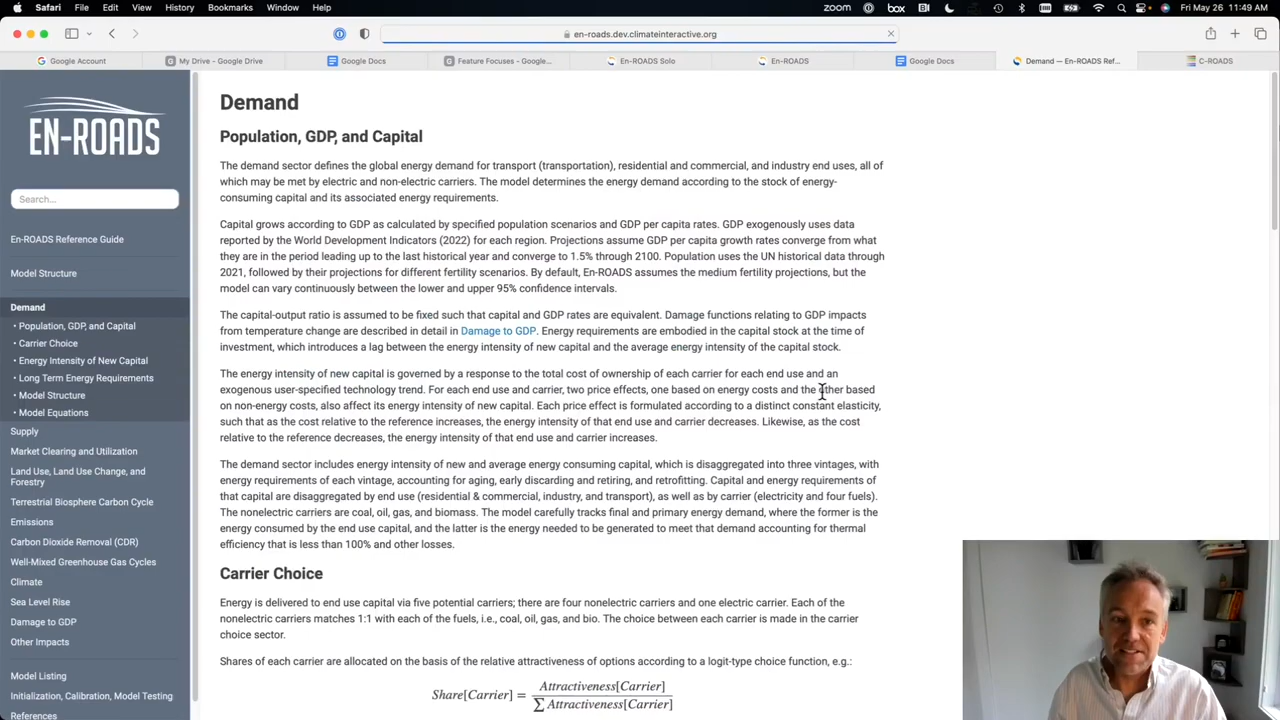 Safari File Edit View History Bookmarks Window Help
zoom box Fri May 26 11:49 AM
en-roads.dev.climateinteractive.org
Google Account
My Drive – Google Drive
Google Docs
Feature Focuses - Google...
En-ROADS Solo
En-ROADS
Google Docs
Demand — En-ROADS Ref...
C-ROADS
EN-ROADS
Search...
En-ROADS Reference Guide
Model Structure
Demand
• Population, GDP, and Capital
• Carrier Choice
• Energy Intensity of New Capital
• Long Term Energy Requirements
• Model Structure
• Model Equations
Supply
Market Clearing and Utilization
Land Use, Land Use Change, and
Forestry
Terrestrial Biosphere Carbon Cycle
Emissions
Carbon Dioxide Removal (CDR)
Well-Mixed Greenhouse Gas Cycles
Climate
Sea Level Rise
Damage to GDP
Other Impacts
Model Listing
Initialization, Calibration, Model Testing
References
Demand
Population, GDP, and Capital
The demand sector defines the global energy demand for transport (transportation), residential and commercial, and industry end uses, all of
which may be met by electric and non-electric carriers. The model determines the energy demand according to the stock of energy-
consuming capital and its associated energy requirements.
Capital grows according to GDP as calculated by specified population scenarios and GDP per capita rates. GDP exogenously uses data
reported by the World Development Indicators (2022) for each region. Projections assume GDP per capita growth rates converge from what
they are in the period leading up to the last historical year and converge to 1.5% through 2100. Population uses the UN historical data through
2021, followed by their projections for different fertility scenarios. By default, En-ROADS assumes the medium fertility projections, but the
model can vary continuously between the lower and upper 95% confidence intervals.
The capital-output ratio is assumed to be fixed such that capital and GDP rates are equivalent. Damage functions relating to GDP impacts
from temperature change are described in detail in Damage to GDP. Energy requirements are embodied in the capital stock at the time of
investment, which introduces a lag between the energy intensity of new capital and the average energy intensity of the capital stock.
The energy intensity of new capital is governed by a response to the total cost of ownership of each carrier for each end use and an
exogenous user-specified technology trend. For each end use and carrier, two price effects, one based on energy costs and the other based
on non-energy costs, also affect its energy intensity of new capital. Each price effect is formulated according to a distinct constant elasticity,
such that as the cost relative to the reference increases, the energy intensity of that end use and carrier decreases. Likewise, as the cost
relative to the reference decreases, the energy intensity of that end use and carrier increases.
The demand sector includes energy intensity of new and average energy consuming capital, which is disaggregated into three vintages, with
energy requirements of each vintage, accounting for aging, early discarding and retiring, and retrofitting. Capital and energy requirements of
that capital are disaggregated by end use (residential & commercial, industry, and transport), as well as by carrier (electricity and four fuels).
The nonelectric carriers are coal, oil, gas, and biomass. The model carefully tracks final and primary energy demand, where the former is the
energy consumed by the end use capital, and the latter is the energy needed to be generated to meet that demand accounting for thermal
efficiency that is less than 100% and other losses.
Carrier Choice
Energy is delivered to end use capital via five potential carriers; there are four nonelectric carriers and one electric carrier. Each of the
nonelectric carriers matches 1:1 with each of the fuels, i.e., coal, oil, gas, and bio. The choice between each carrier is made in the carrier
choice sector.
Shares of each carrier are allocated on the basis of the relative attractiveness of options according to a logit-type choice function, e.g.:
Attractiveness[Carrier]
Share[Carrier] =
∑ Attractiveness[Carrier]